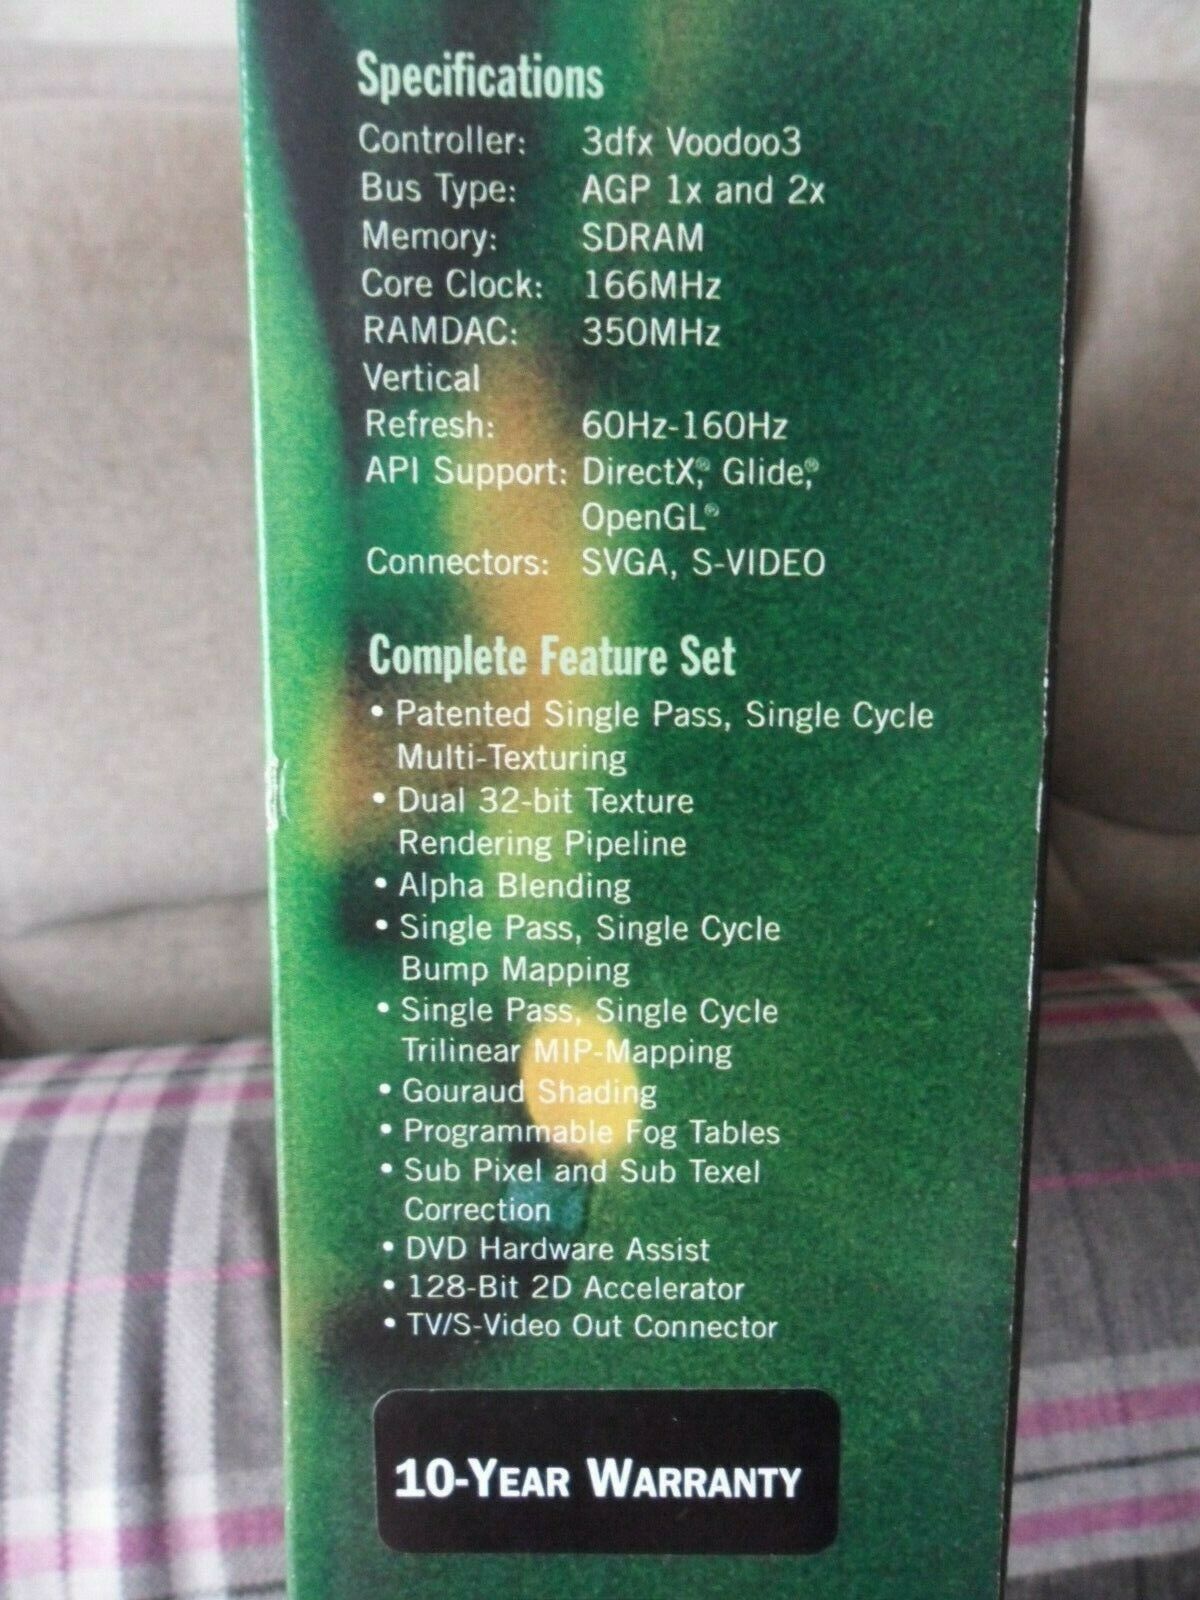 Specifications
Controller: 3dfx Voodoo3
Bus Type: AGP 1x and 2x
Memory: SDRAM
Core Clock: 166MHz
RAMDAC: 350MHz
Vertical
Refresh: 60Hz-160Hz
API Support: DirectX,® Glide,®
OpenGL®
Connectors: SVGA, S-VIDEO
Complete Feature Set
• Patented Single Pass, Single Cycle
Multi-Texturing
• Dual 32-bit Texture
Rendering Pipeline
• Alpha Blending
• Single Pass, Single Cycle
Bump Mapping
• Single Pass, Single Cycle
Trilinear MIP-Mapping
• Gouraud Shading
• Programmable Fog Tables
• Sub Pixel and Sub Texel
Correction
• DVD Hardware Assist
• 128-Bit 2D Accelerator
• TV/S-Video Out Connector
10-YEAR WARRANTY